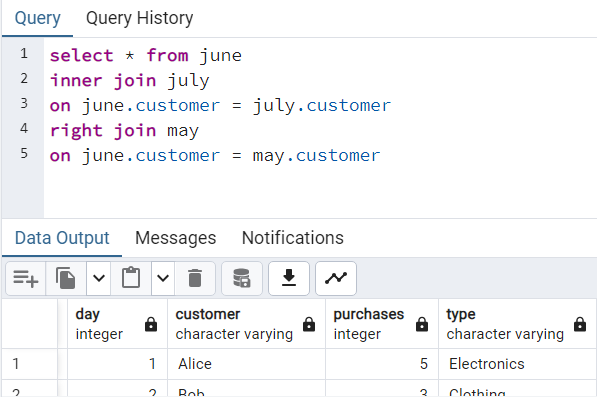 Query Query History
1 select * from june
2 inner join july
3 on june.customer = july.customer
4 right join may
5 on june.customer = may.customer
Data Output Messages Notifications
day customer purchases type
integer character varying integer character varying
1 1 Alice 5 Electronics
2 2 Bob 3 Clothing